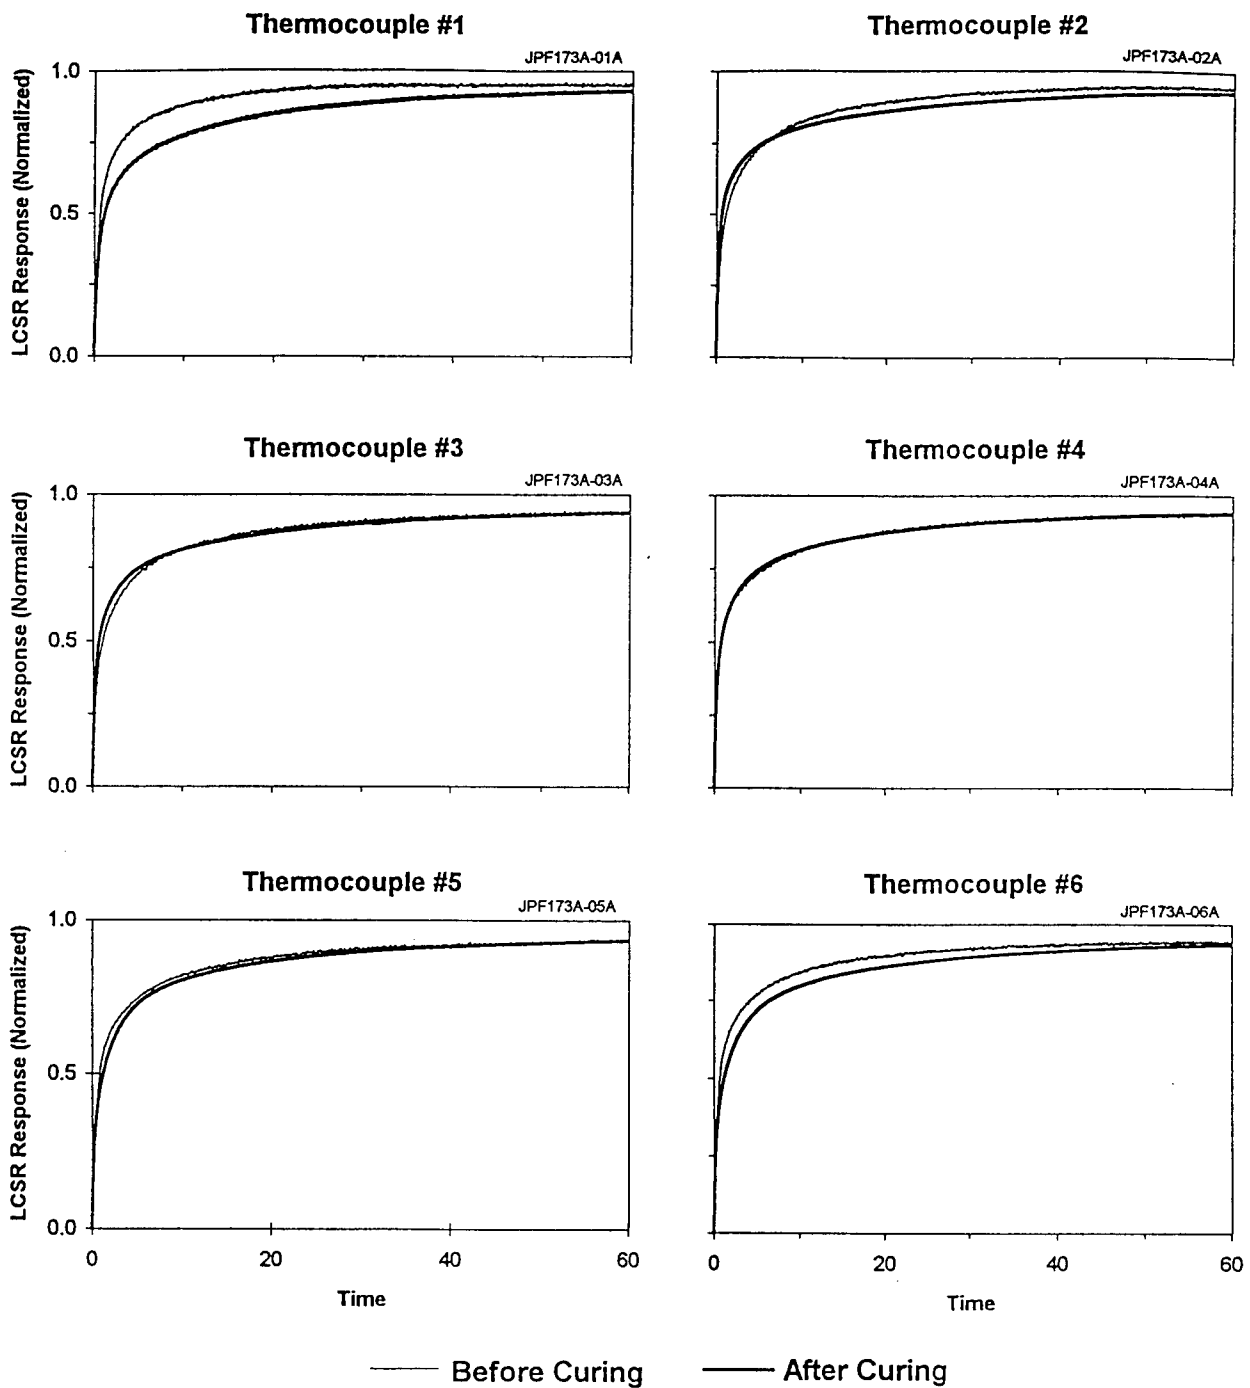 Thermocouple #1
Thermocouple #2
JPF173A-01A
JPF173A-02A
LCSR Response (Normalized)
1.0
0.5
0.0
Thermocouple #3
Thermocouple #4
JPF173A-03A
JPF173A-04A
LCSR Response (Normalized)
1.0
0.5
0.0
Thermocouple #5
Thermocouple #6
JPF173A-05A
JPF173A-06A
LCSR Response (Normalized)
1.0
0.5
0.0
0 20 40 60
0 20 40 60
Time
Time
Before Curing
After Curing